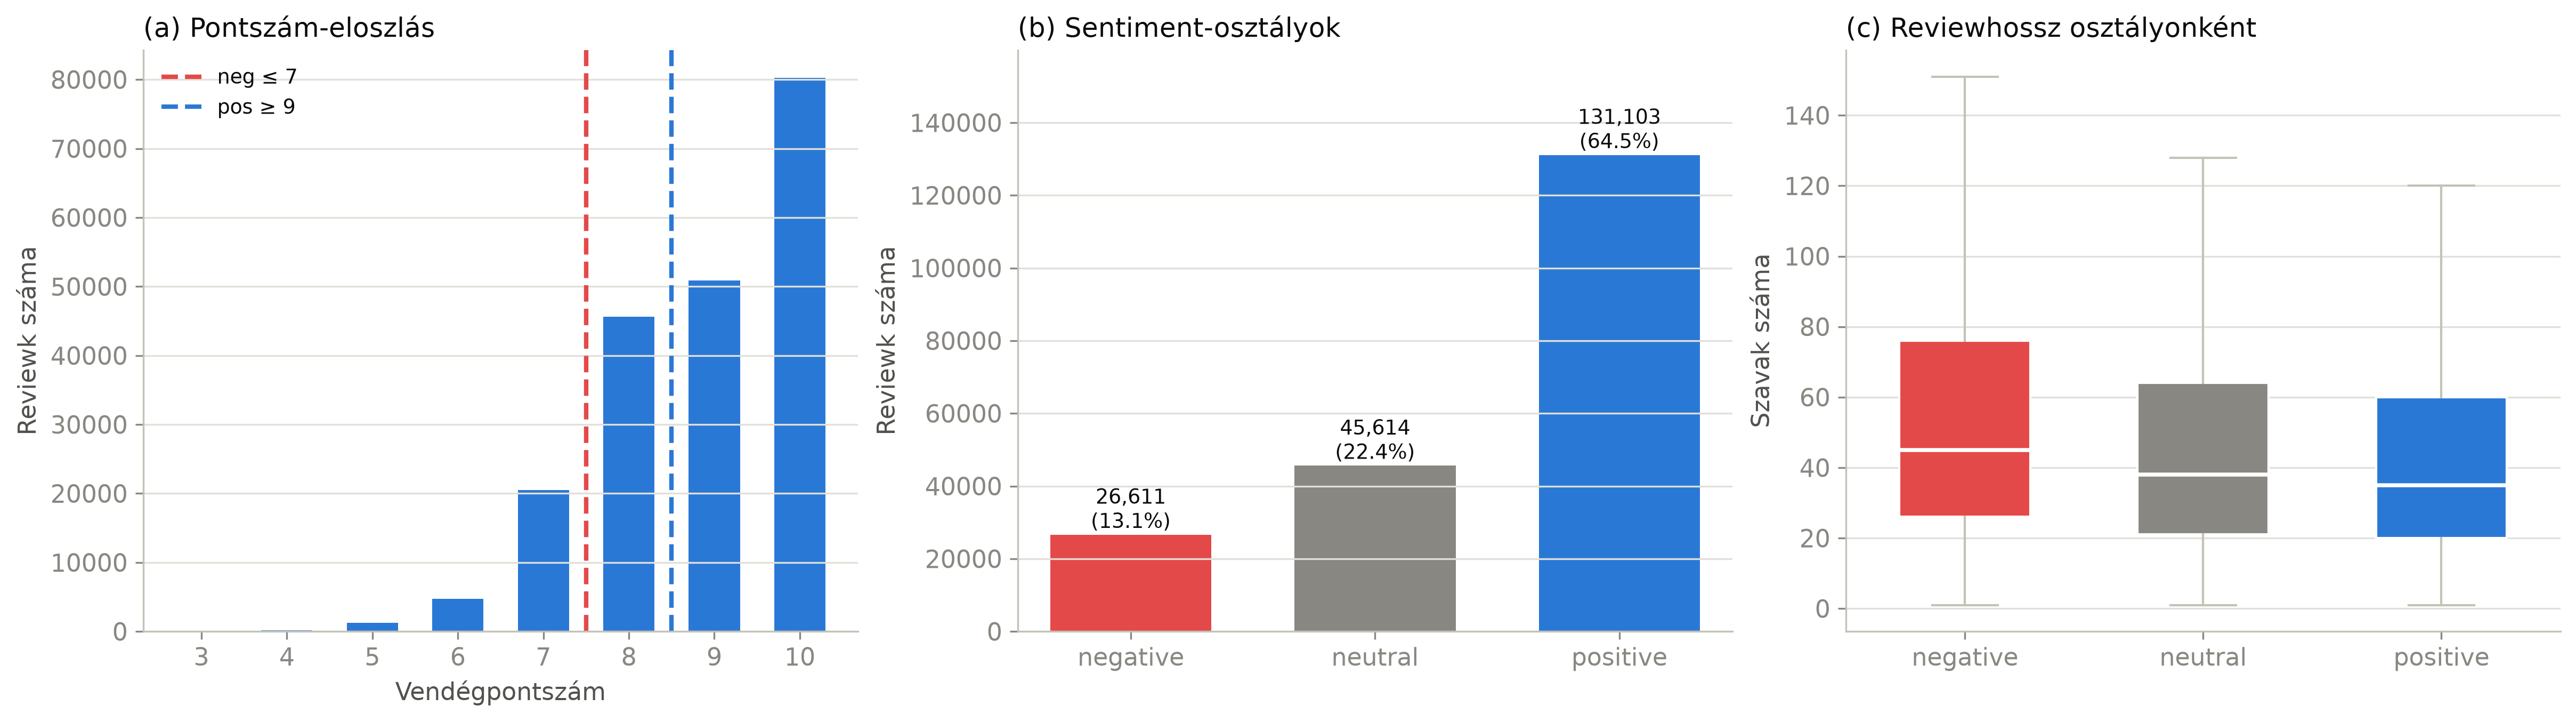 (a) Pontszám-eloszlás
neg ≤ 7
pos ≥ 9
Reviewk száma
80000
70000
60000
50000
40000
30000
20000
10000
0
3 4 5 6 7 8 9 10
Vendégpontszám
(b) Sentiment-osztályok
Reviewk száma
140000
120000
100000
80000
60000
40000
20000
0
26,611
(13.1%)
45,614
(22.4%)
131,103
(64.5%)
negative neutral positive
(c) Reviewhossz osztályonként
Szavak száma
140
120
100
80
60
40
20
0
negative neutral positive